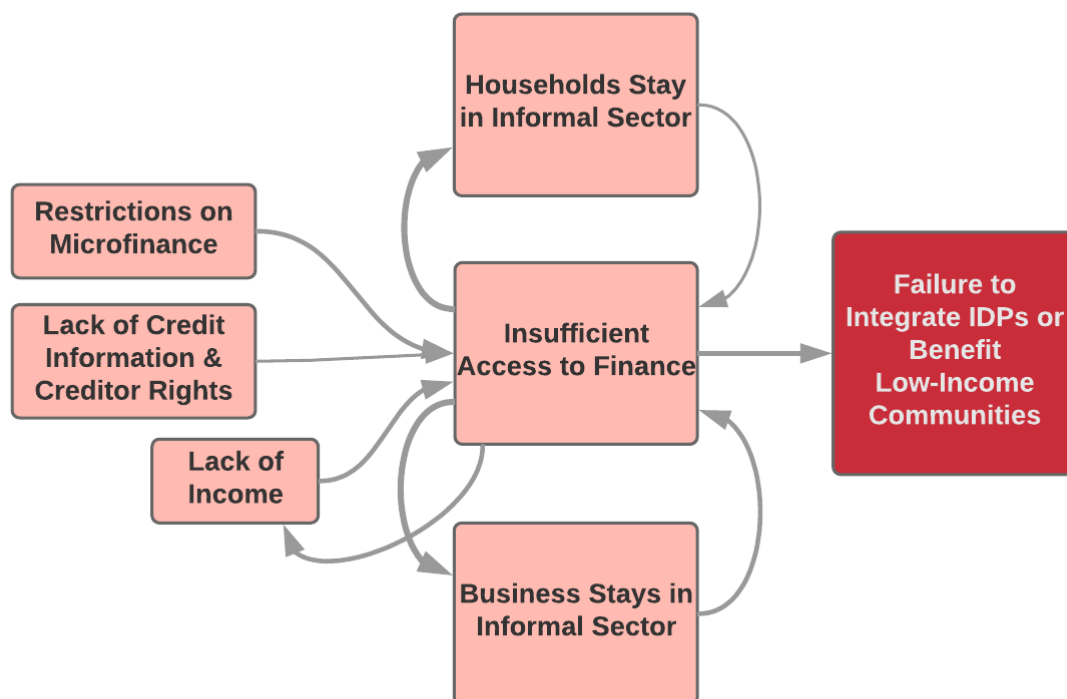 Households Stay
in Informal Sector
Restrictions on
Microfinance
Lack of Credit
Information &
Creditor Rights
Lack of
Income
Insufficient
Access to Finance
Business Stays in
Informal Sector
Failure to
Integrate IDPs or
Benefit
Low-Income
Communities